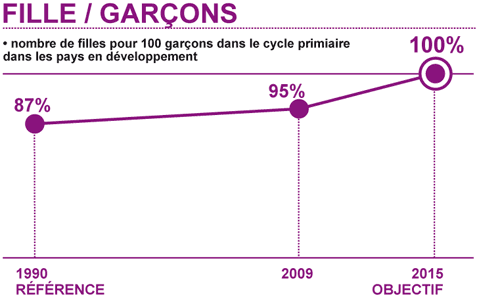 FILLE / GARÇONS
• nombre de filles pour 100 garçons dans le cycle primiaire
dans les pays en développement
100%
95%
87%
1990
RÉFÉRENCE
2009
2015
OBJECTIF